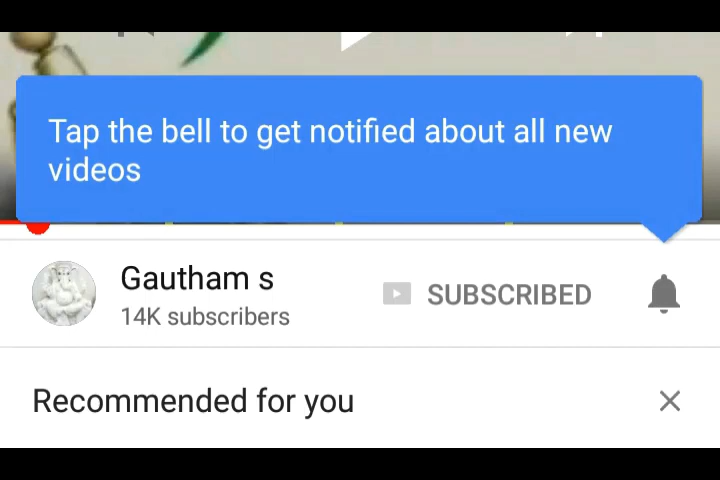 Tap the bell to get notified about all new
videos
Gautham s
SUBSCRIBED
14K subscribers
Recommended for you